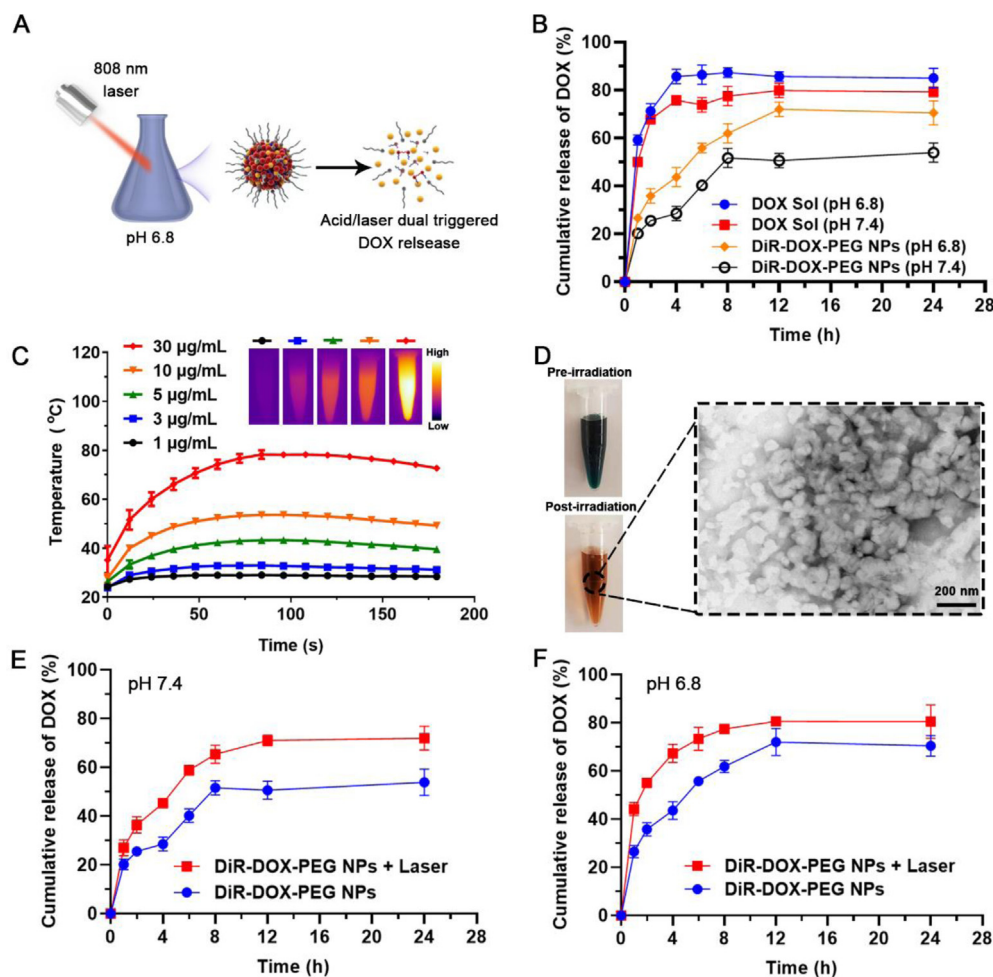 A
808 nm
laser
pH 6.8
Acid/laser dual triggered
DOX relsease
B
Cumulative release of DOX (%)
100
80
60
40
20
0
DOX Sol (pH 6.8)
DOX Sol (pH 7.4)
DiR-DOX-PEG NPs (pH 6.8)
DiR-DOX-PEG NPs (pH 7.4)
0 4 8 12 16 20 24 28
Time (h)
C
Temperature (°C)
120
100
80
60
40
20
30 µg/mL
10 µg/mL
5 µg/mL
3 µg/mL
1 µg/mL
High
Low
0 50 100 150 200
Time (s)
D
Pre-irradiation
Post-irradiation
200 nm
E
Cumulative release of DOX (%)
100
80
60
40
20
0
pH 7.4
DiR-DOX-PEG NPs + Laser
DiR-DOX-PEG NPs
0 4 8 12 16 20 24 28
Time (h)
F
Cumulative release of DOX (%)
100
80
60
40
20
0
pH 6.8
DiR-DOX-PEG NPs + Laser
DiR-DOX-PEG NPs
0 4 8 12 16 20 24 28
Time (h)